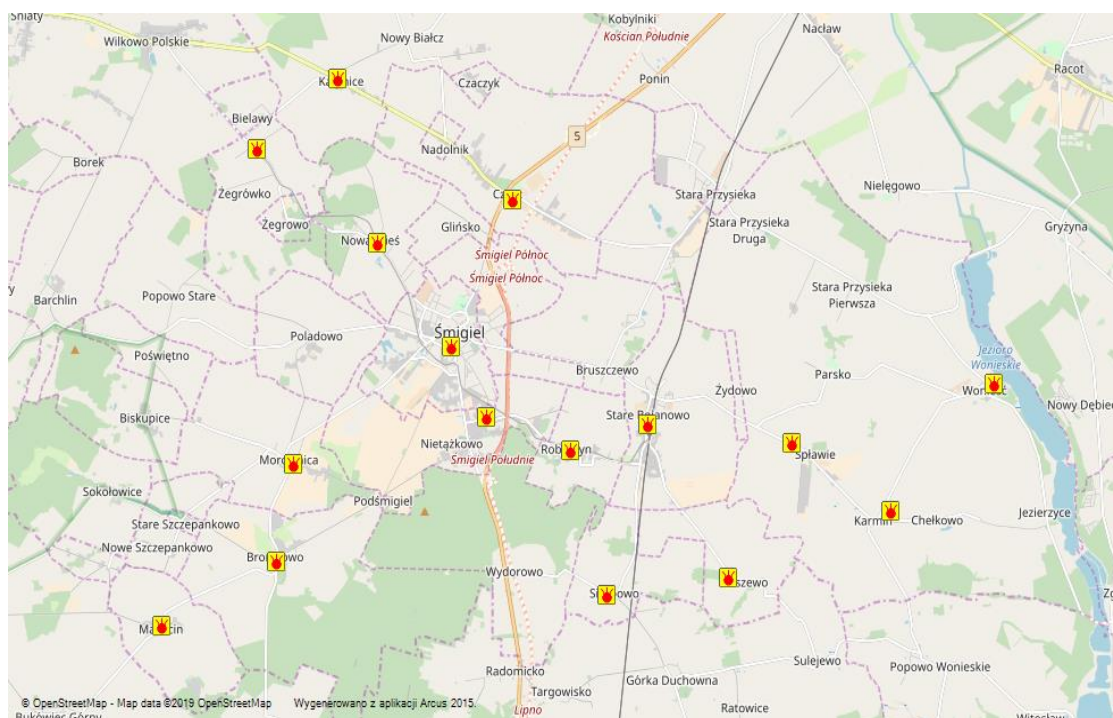 Śniaty
Kobylniki
Kościan Południe
Nacław
Wilkowo Polskie
Nowy Białcz
Racot
Ponin
Czaczyk
Bielawy
5
Nadolnik
Borek
Żegrówko
Stara Przysieka
Nielęgowo
Żegrowo
Glińsko
Stara Przysieka
Druga
Gryżyna
Śmigiel Północ
Śmigiel Północ
Barchlin
Popowo Stare
Stara Przysieka
Pierwsza
Poladowo
Śmigiel
Jezioro
Wonieskie
Poświętno
Bruszczewo
Parsko
Żydowo
Biskupice
Nietążkowo
Śmigiel Południe
Spławie
Sokołowice
Podśmigiel
Karmin
Chełkowo
Jezierzyce
Stare Szczepankowo
Nowe Szczepankowo
Wydorowo
Sulejewo
Popowo Wonieskie
Radomicko
Górka Duchowna
Targowisko
Ratowice
© OpenStreetMap - Map data ©2019 OpenStreetMap
Wygenerowano z aplikacji Arcus 2015.
Lipno